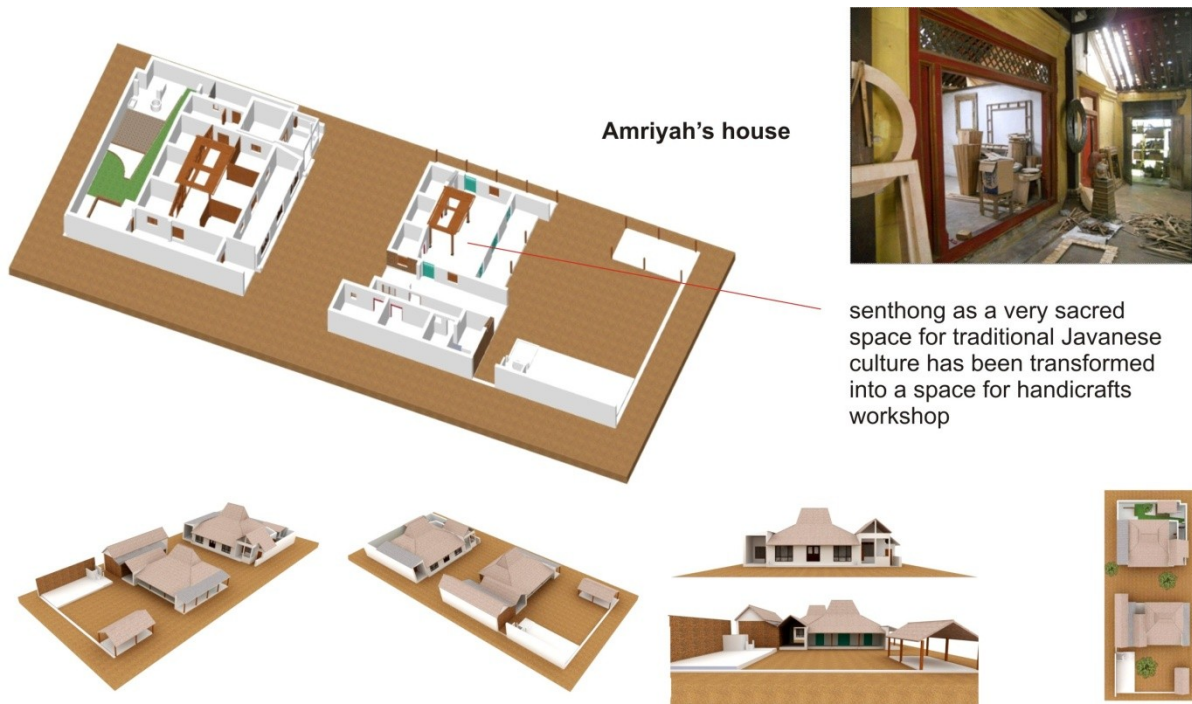 Amriyah's house
senthong as a very sacred
space for traditional Javanese
culture has been transformed
into a space for handicrafts
workshop